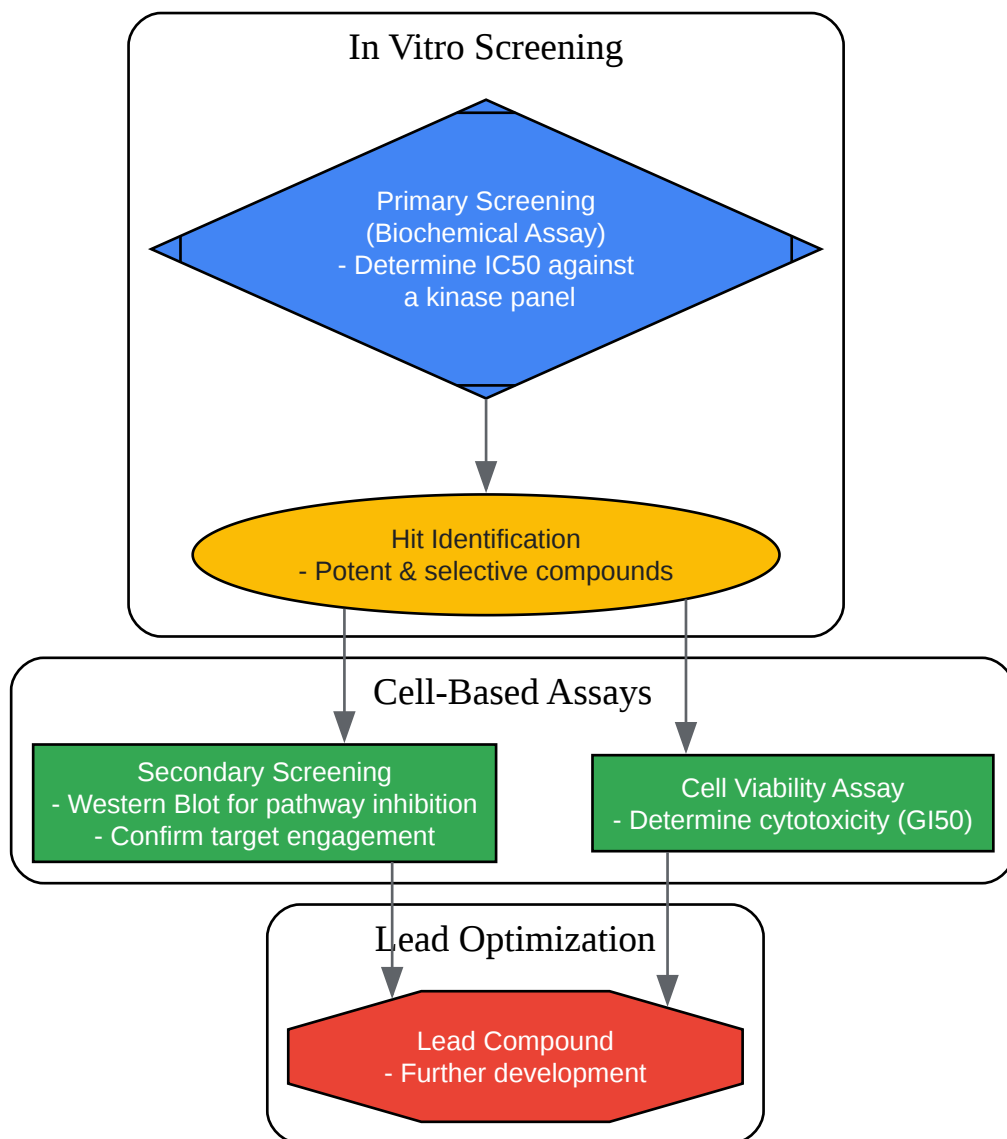 In Vitro Screening
Primary Screening
(Biochemical Assay)
- Determine IC50 against
a kinase panel
Hit Identification
- Potent & selective compounds
Cell-Based Assays
Secondary Screening
- Western Blot for pathway inhibition
- Confirm target engagement
Cell Viability Assay
- Determine cytotoxicity (GI50)
Lead Optimization
Lead Compound
- Further development